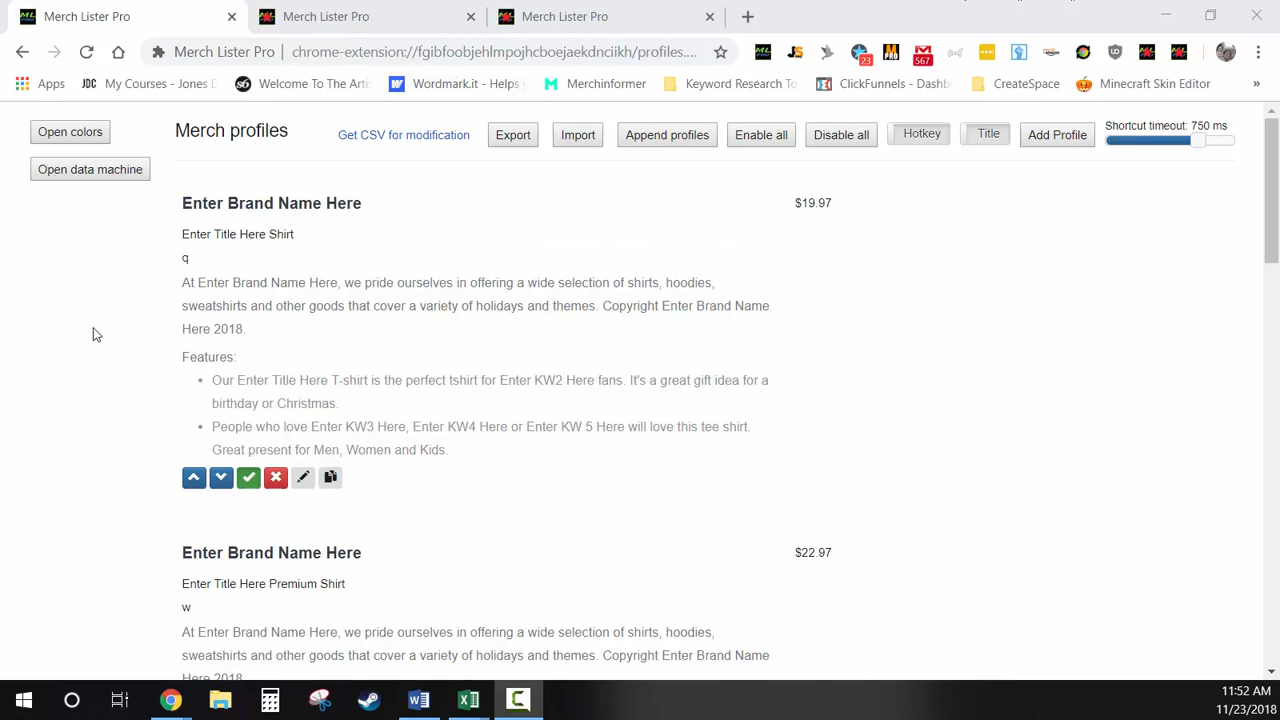 Merch Lister Pro
Merch Lister Pro
Merch Lister Pro
Merch Lister Pro
chrome-extension://fgibfoobjehlmpojhcboejaekdnciikh/profiles....
23
567
Apps
JDC
My Courses - Jones D
Welcome To The Artis
Wordmark.it - Helps y
Merchinformer
Keyword Research To
ClickFunnels - Dashbo
CreateSpace
Minecraft Skin Editor
»
Open colors
Open data machine
Merch profiles
Get CSV for modification
Export
Import
Append profiles
Enable all
Disable all
Hotkey
Title
Add Profile
Shortcut timeout: 750 ms
Enter Brand Name Here
$19.97
Enter Title Here Shirt
q
At Enter Brand Name Here, we pride ourselves in offering a wide selection of shirts, hoodies,
sweatshirts and other goods that cover a variety of holidays and themes. Copyright Enter Brand Name
Here 2018.
Features:
• Our Enter Title Here T-shirt is the perfect tshirt for Enter KW2 Here fans. It's a great gift idea for a
birthday or Christmas.
• People who love Enter KW3 Here, Enter KW4 Here or Enter KW 5 Here will love this tee shirt.
Great present for Men, Women and Kids.
Enter Brand Name Here
$22.97
Enter Title Here Premium Shirt
w
At Enter Brand Name Here, we pride ourselves in offering a wide selection of shirts, hoodies,
sweatshirts and other goods that cover a variety of holidays and themes. Copyright Enter Brand Name
Here 2018.
11:52 AM
11/23/2018